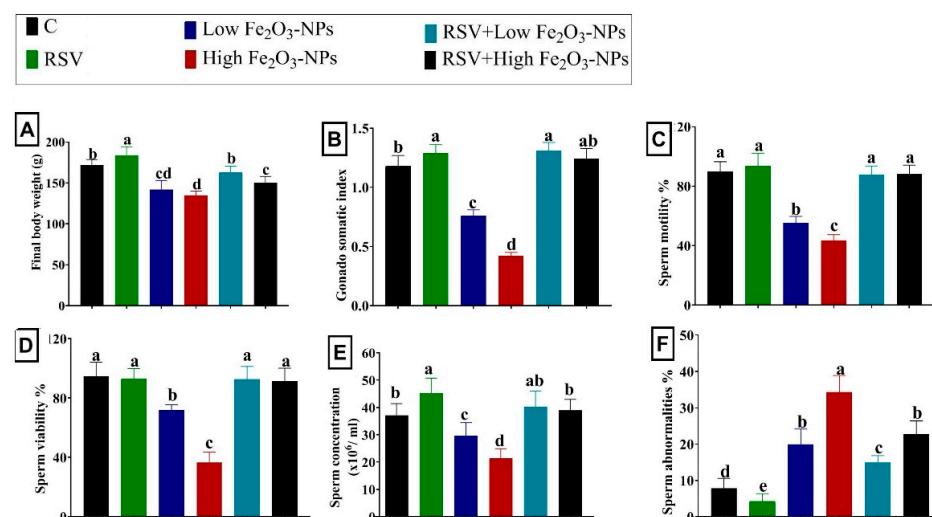 C
Low Fe₂O₃-NPs
RSV+Low Fe₂O₃-NPs
RSV
High Fe₂O₃-NPs
RSV+High Fe₂O₃-NPs
A
Final body weight (g)
200
150
100
50
0
b
a
cd
d
b
c
B
Gonado somatic index
1.5
1.0
0.5
0.0
b
a
c
d
a
ab
C
Sperm motility %
20
80
40
0
a
a
b
c
a
a
D
Sperm viability %
20
80
40
0
a
a
b
c
a
a
E
Sperm concentration
(x10⁶/ ml)
60
50
40
30
20
10
0
b
a
c
d
ab
b
F
Sperm abnormalities %
50
40
30
20
10
0
d
e
b
a
c
b